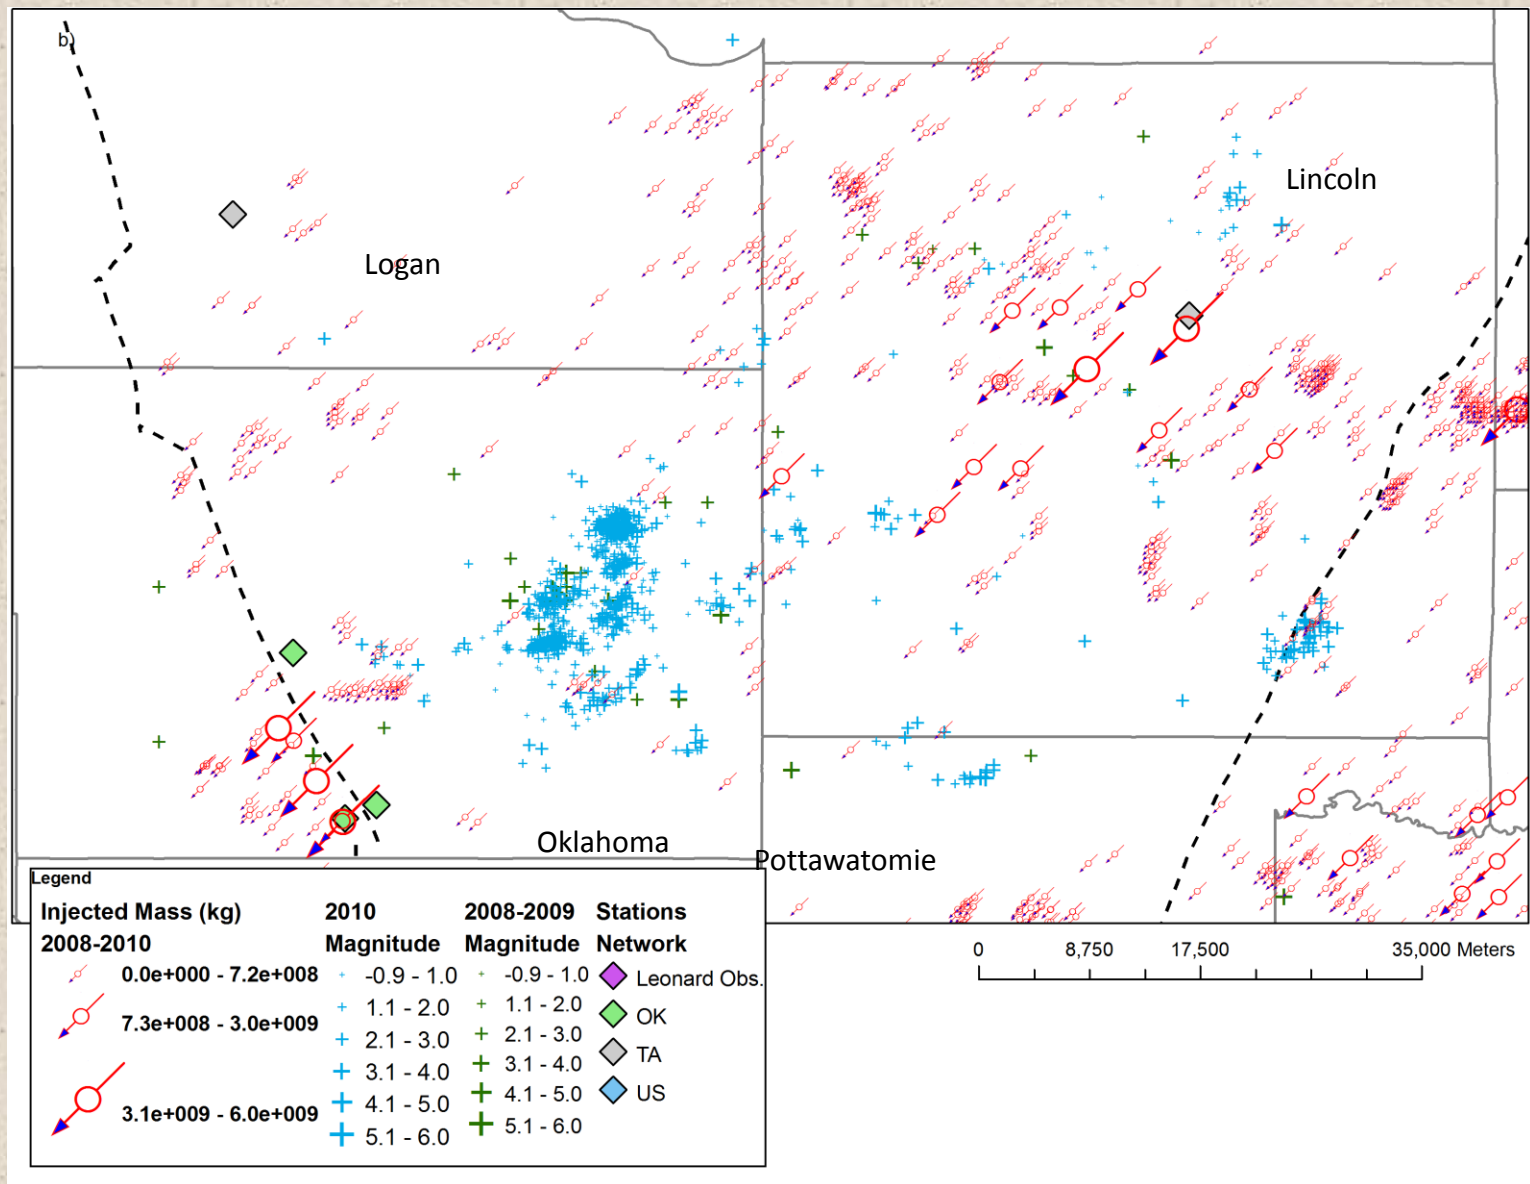 b)
Lincoln
Logan
Oklahoma
Pottawatomie
Legend
Injected Mass (kg)
2008-2010
0.0e+000 - 7.2e+008
7.3e+008 - 3.0e+009
3.1e+009 - 6.0e+009
2010
Magnitude
-0.9 - 1.0
1.1 - 2.0
2.1 - 3.0
3.1 - 4.0
4.1 - 5.0
5.1 - 6.0
2008-2009
Magnitude
-0.9 - 1.0
1.1 - 2.0
2.1 - 3.0
3.1 - 4.0
4.1 - 5.0
5.1 - 6.0
Stations
Network
Leonard Obs.
OK
TA
US
0 8,750 17,500 35,000 Meters